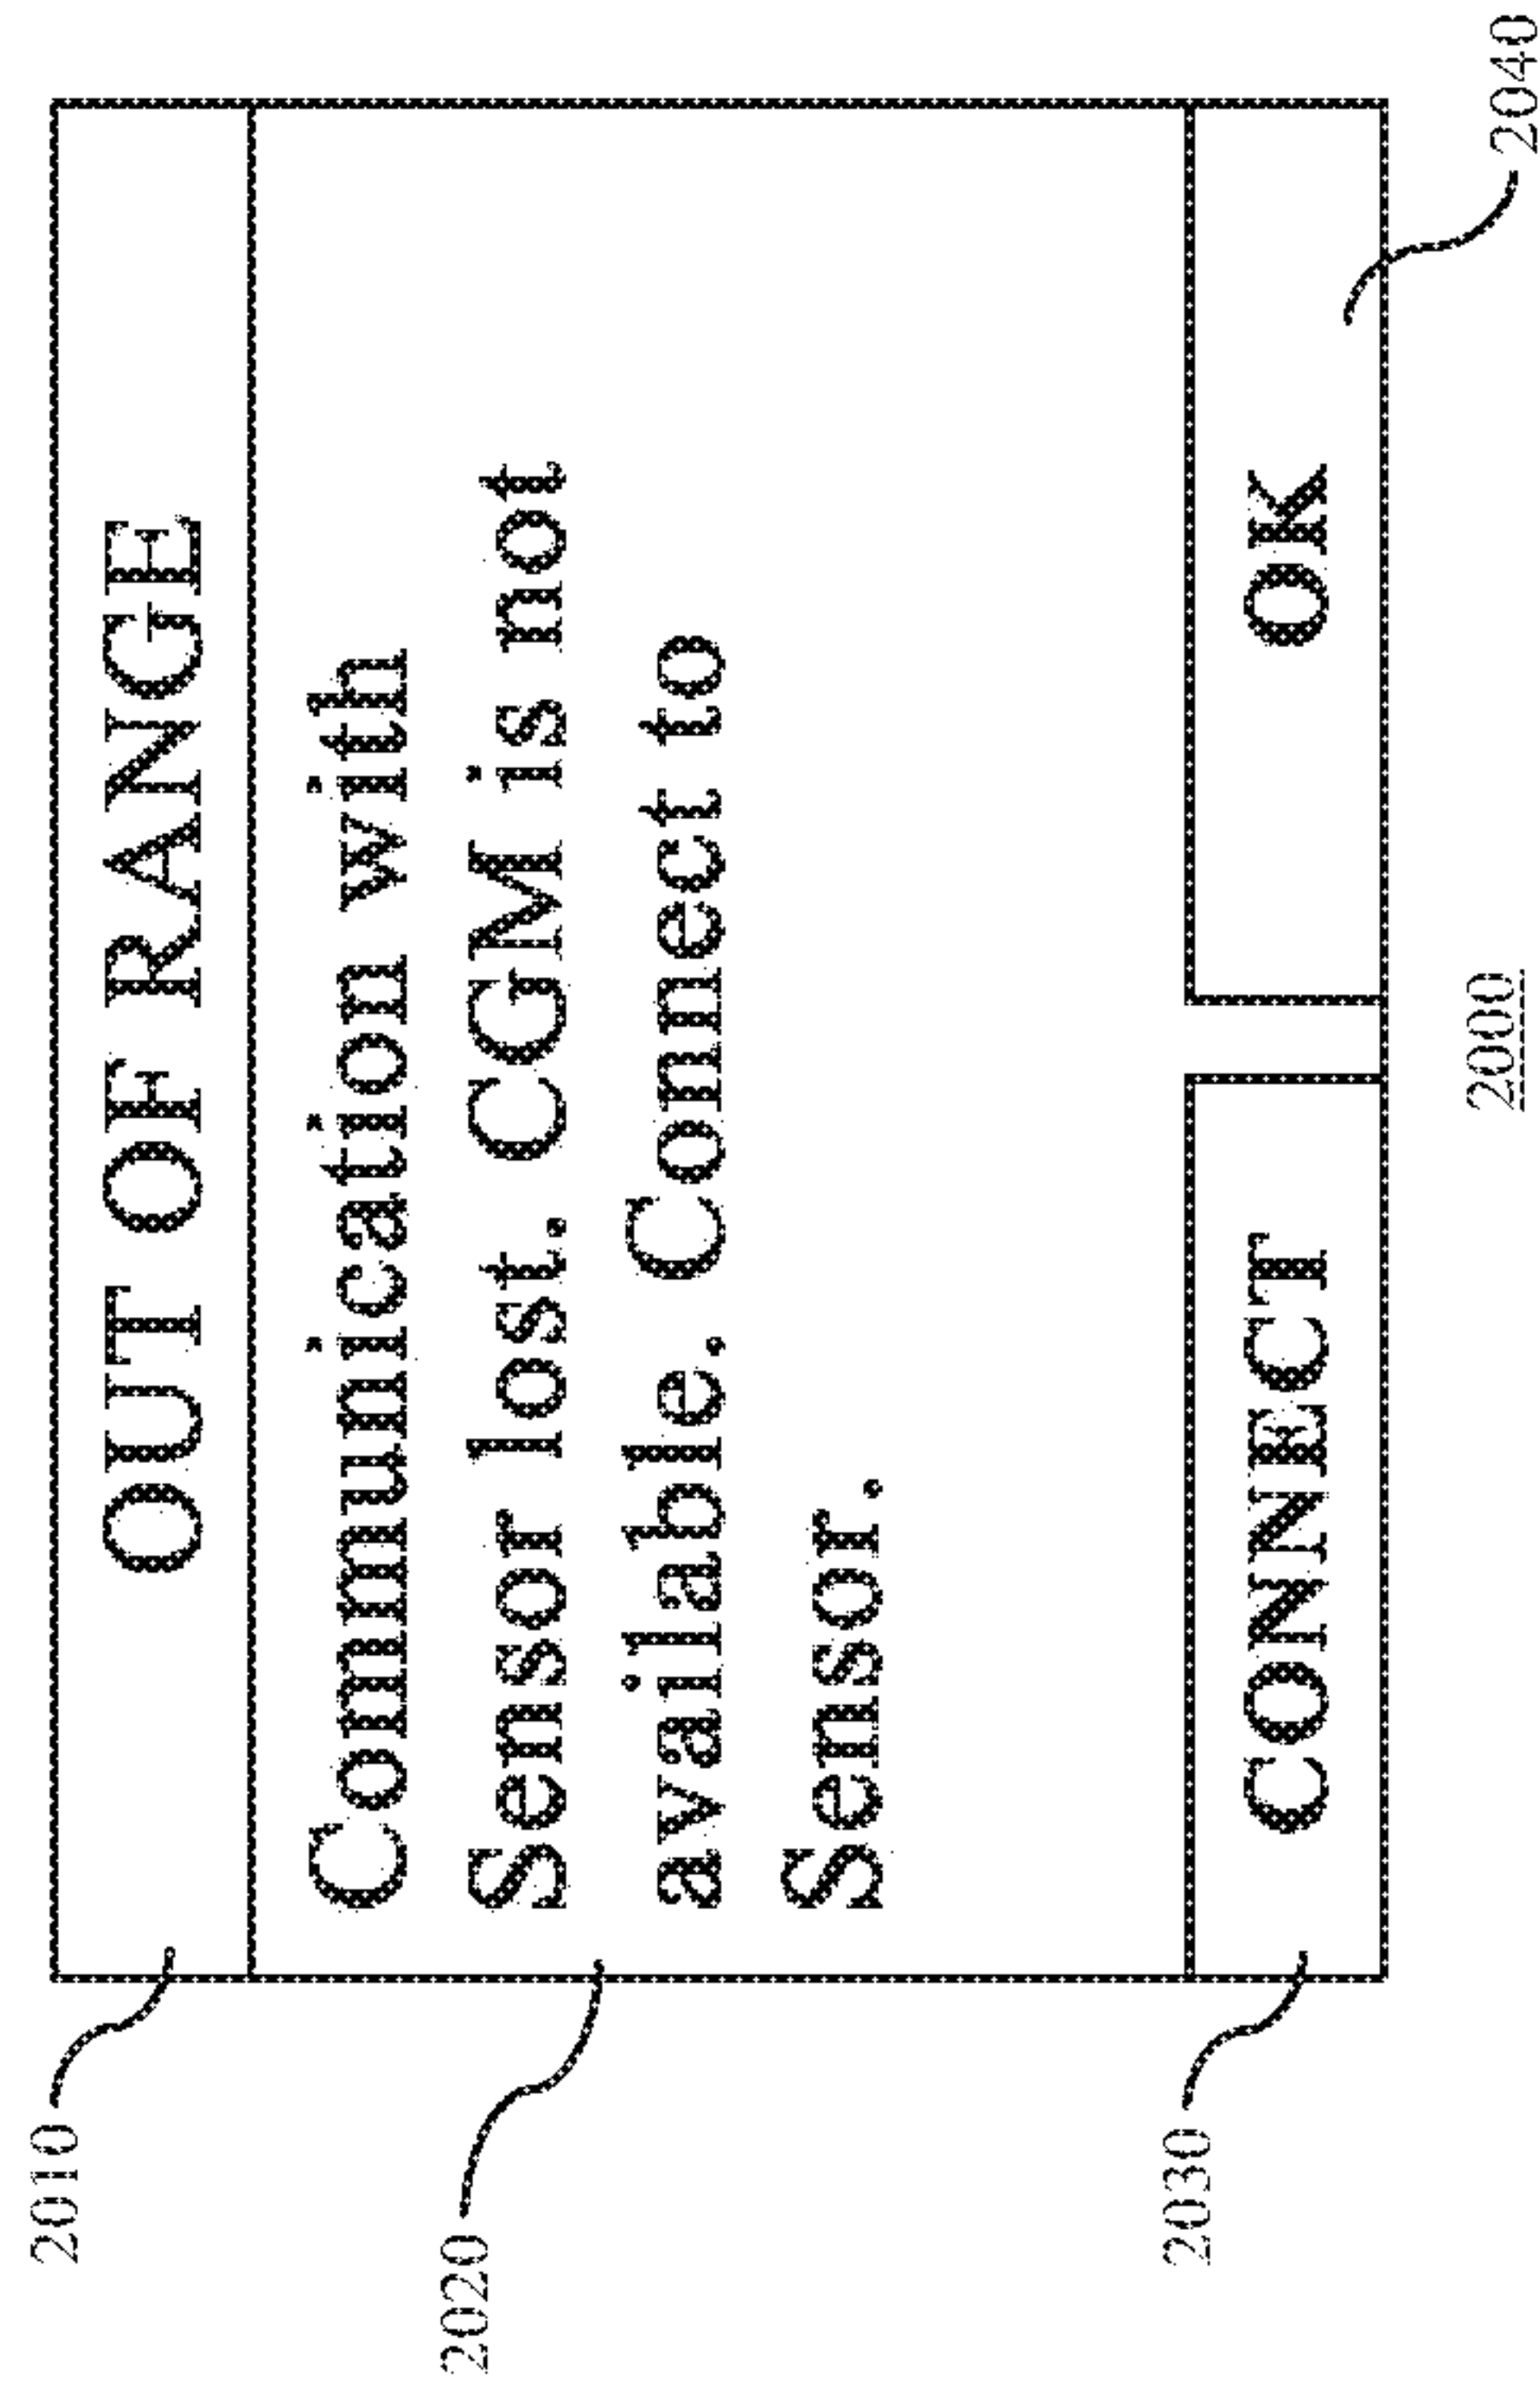 2010
OUT OF RANGE
2020
Communication with
Sensor lost. CGM is not
available. Connect to
Sensor.
2030
CONNECT
OK
2040
2000